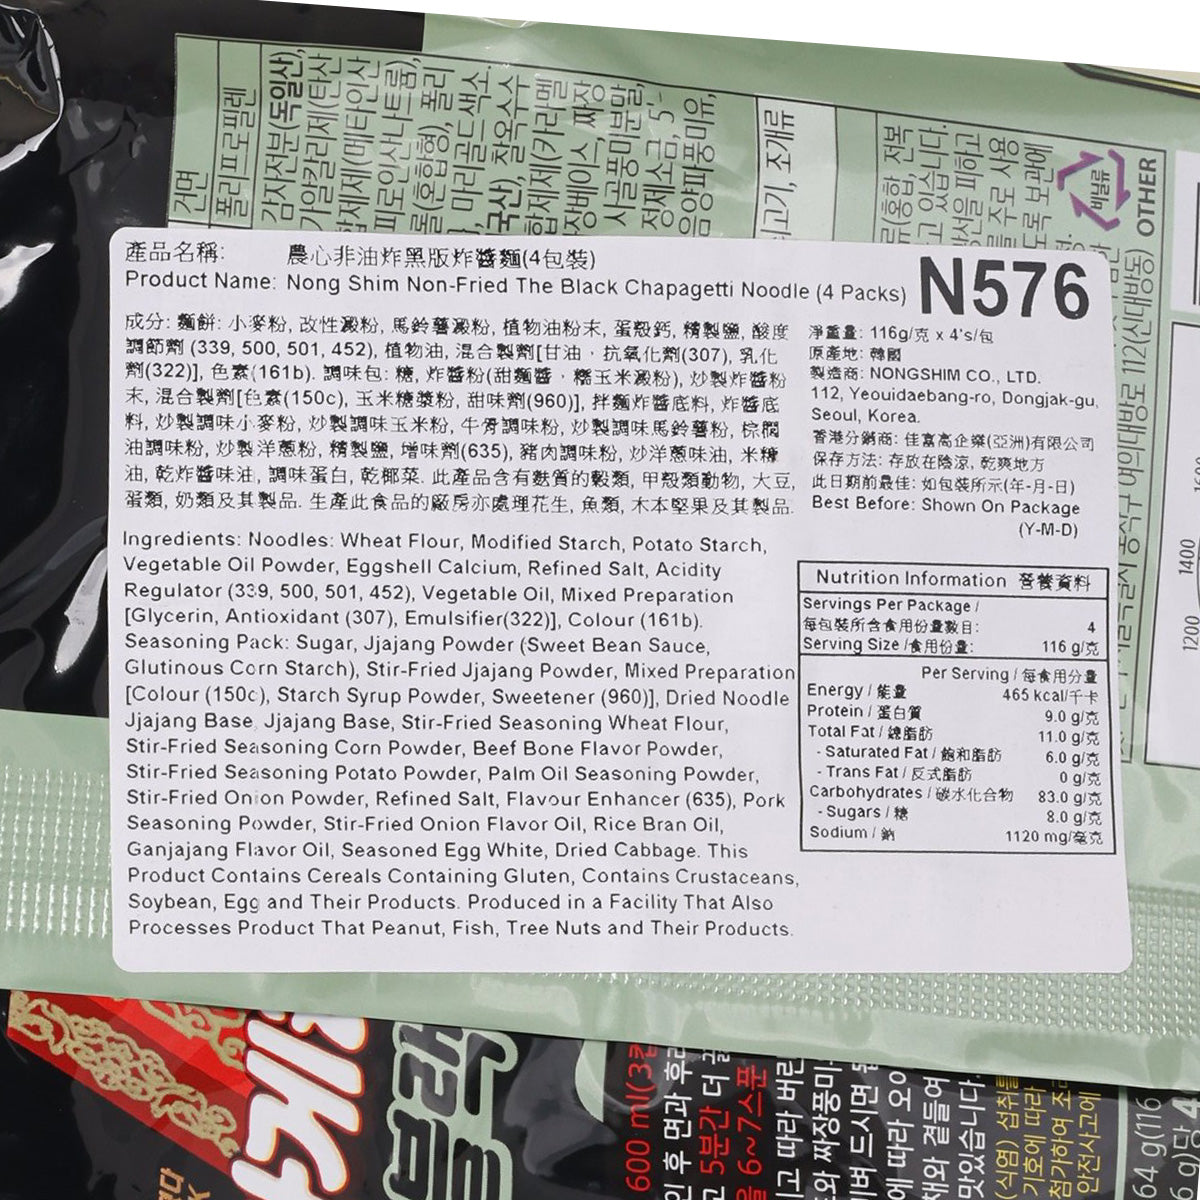 건면
폴리프로필렌
감자전분(독일산),
OTHER
비닐류
產品名稱: 農心非油炸黑版炸醬麵(4包裝)
Product Name: Nong Shim Non-Fried The Black Chapagetti Noodle (4 Packs)
N576
成分: 麵餅: 小麥粉, 改性澱粉, 馬鈴薯澱粉, 植物油粉末, 蛋殼鈣, 精製鹽, 酸度
調節劑 (339, 500, 501, 452), 植物油, 混合製劑[甘油，抗氧化劑(307), 乳化
劑(322)], 色素(161b). 調味包: 糖, 炸醬粉(甜麵醬，糯玉米澱粉), 炒製炸醬粉
末, 混合製劑[色素(150c), 玉米糖漿粉, 甜味劑(960)], 拌麵炸醬底料, 炸醬底
料, 炒製調味小麥粉, 炒製調味玉米粉, 牛骨調味粉, 炒製調味馬鈴薯粉, 棕櫚
油調味粉, 炒製洋蔥粉, 精製鹽, 增味劑(635), 豬肉調味粉, 炒洋蔥味油, 米糠
油, 乾炸醬味油, 調味蛋白, 乾椰菜. 此產品含有麩質的穀類, 甲殼類動物, 大豆,
蛋類, 奶類及其製品. 生產此食品的廠房亦處理花生, 魚類, 木本堅果及其製品.
Ingredients: Noodles: Wheat Flour, Modified Starch, Potato Starch,
Vegetable Oil Powder, Eggshell Calcium, Refined Salt, Acidity
Regulator (339, 500, 501, 452), Vegetable Oil, Mixed Preparation
[Glycerin, Antioxidant (307), Emulsifier(322)], Colour (161b).
Seasoning Pack: Sugar, Jjajang Powder (Sweet Bean Sauce,
Glutinous Corn Starch), Stir-Fried Jjajang Powder, Mixed Preparation
[Colour (150c), Starch Syrup Powder, Sweetener (960)], Dried Noodle
Jjajang Base, Jjajang Base, Stir-Fried Seasoning Wheat Flour,
Stir-Fried Seasoning Corn Powder, Beef Bone Flavor Powder,
Stir-Fried Seasoning Potato Powder, Palm Oil Seasoning Powder,
Stir-Fried Onion Powder, Refined Salt, Flavour Enhancer (635), Pork
Seasoning Powder, Stir-Fried Onion Flavor Oil, Rice Bran Oil,
Ganjajang Flavor Oil, Seasoned Egg White, Dried Cabbage. This
Product Contains Cereals Containing Gluten, Contains Crustaceans,
Soybean, Egg and Their Products. Produced in a Facility That Also
Processes Product That Peanut, Fish, Tree Nuts and Their Products.
淨重量: 116g/克 x 4's/包
原產地: 韓國
製造商: NONGSHIM CO., LTD.
112, Yeouidaebang-ro, Dongjak-gu,
Seoul, Korea.
香港分銷商: 佳富高企業(亞洲)有限公司
保存方法: 存放在陰涼, 乾爽地方
此日期前最佳: 如包裝所示(年-月-日)
Best Before: Shown On Package
(Y-M-D)
Nutrition Information 營養資料
Servings Per Package /
每包裝所含食用份量數目: 4
Serving Size /食用份量: 116 g/克
Per Serving / 每食用分量
Energy / 能量 465 kcal/千卡
Protein / 蛋白質 9.0 g/克
Total Fat / 總脂肪 11.0 g/克
- Saturated Fat / 飽和脂肪 6.0 g/克
- Trans Fat / 反式脂肪 0 g/克
Carbohydrates / 碳水化合物 83.0 g/克
- Sugars / 糖 8.0 g/克
Sodium / 鈉 1120 mg/毫克
1400
1200
블랙